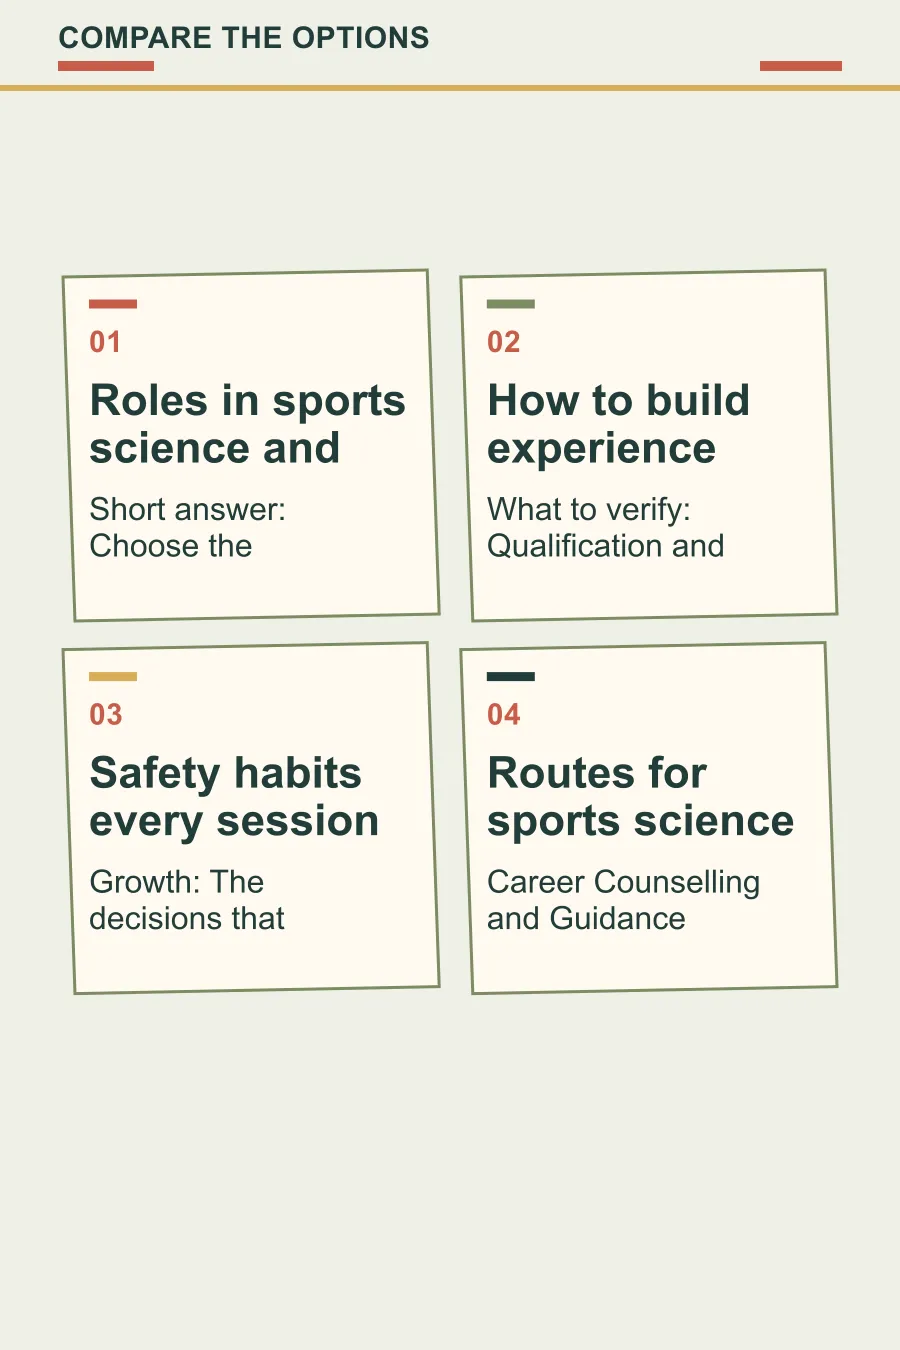 COMPARE THE OPTIONS
01
Roles in sports
science and
Short answer:
Choose the
02
How to build
experience
What to verify:
Qualification and
03
Safety habits
every session
Growth: The
decisions that
04
Routes for
sports science
Career Counselling
and Guidance